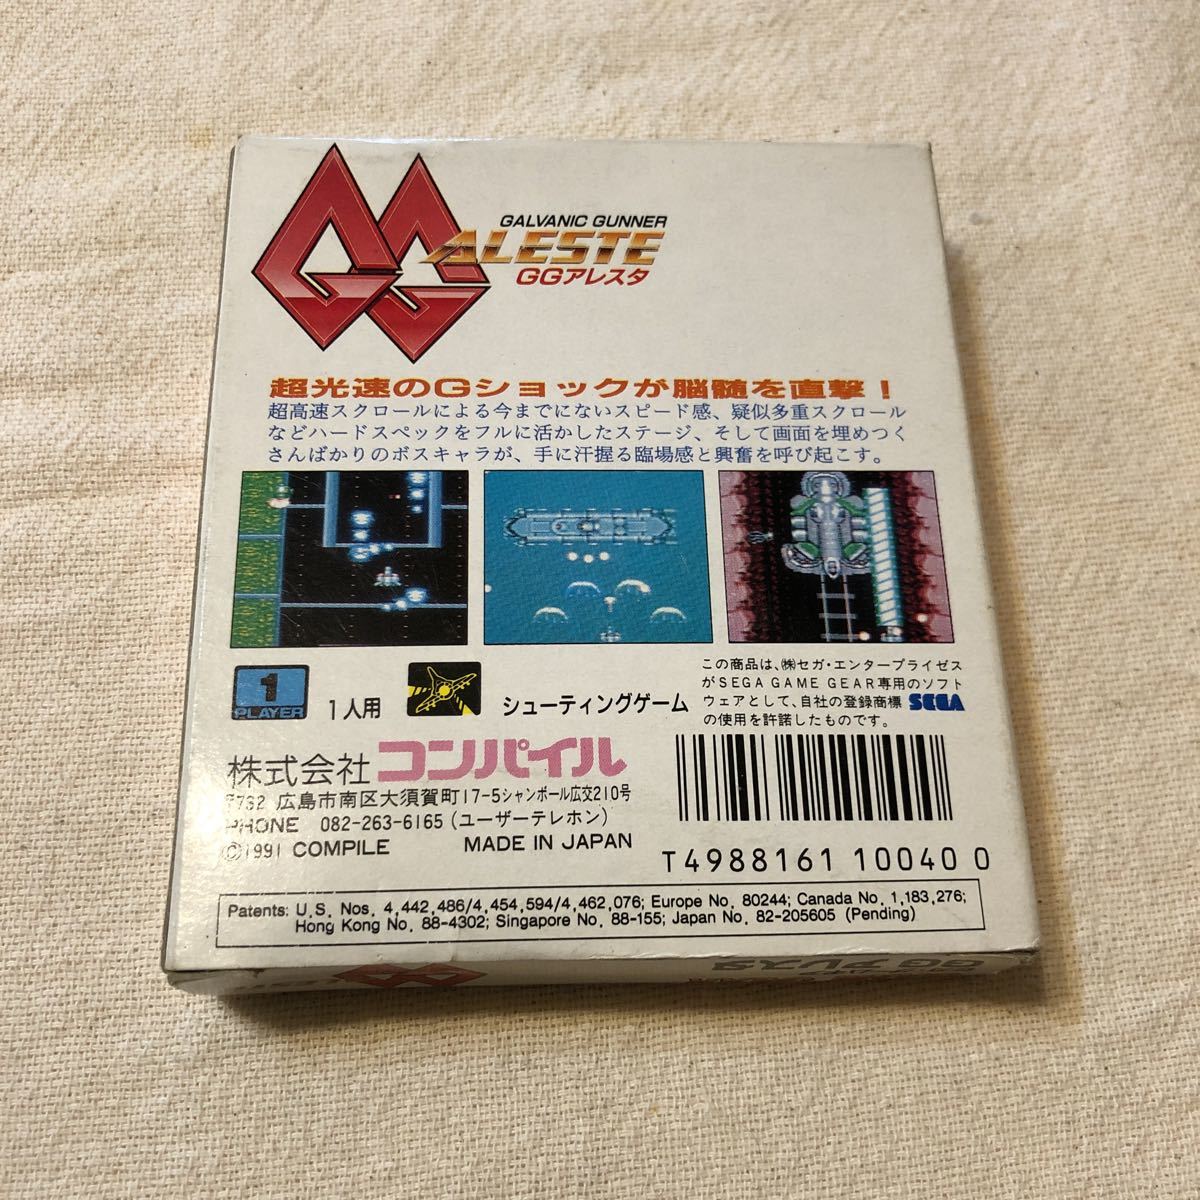 GG
GALVANIC GUNNER
ALESTE
GGアレスタ
超光速のGショックが脳髄を直撃！
超高速スクロールによる今までにないスピード感、疑似多重スクロール
などハードスペックをフルに活かしたステージ、そして画面を埋めつく
さんばかりのボスキャラが、手に汗握る臨場感と興奮を呼び起こす。
1
PLAYER
1人用
シューティングゲーム
この商品は、㈱セガ・エンタープライゼス
がSEGA GAME GEAR専用のソフト
ウェアとして、自社の登録商標 SEGA
の使用を許諾したものです。
株式会社コンパイル
〒732 広島市南区大須賀町17-5シャンボール広交210号
PHONE 082-263-6165 (ユーザーテレホン)
©1991 COMPILE MADE IN JAPAN
T4988161 10040 0
Patents: U.S. Nos. 4,442,486/4,454,594/4,462,076; Europe No. 80244; Canada No. 1,183,276;
Hong Kong No. 88-4302; Singapore No. 88-155; Japan No. 82-205605 (Pending)
GGアレスタ